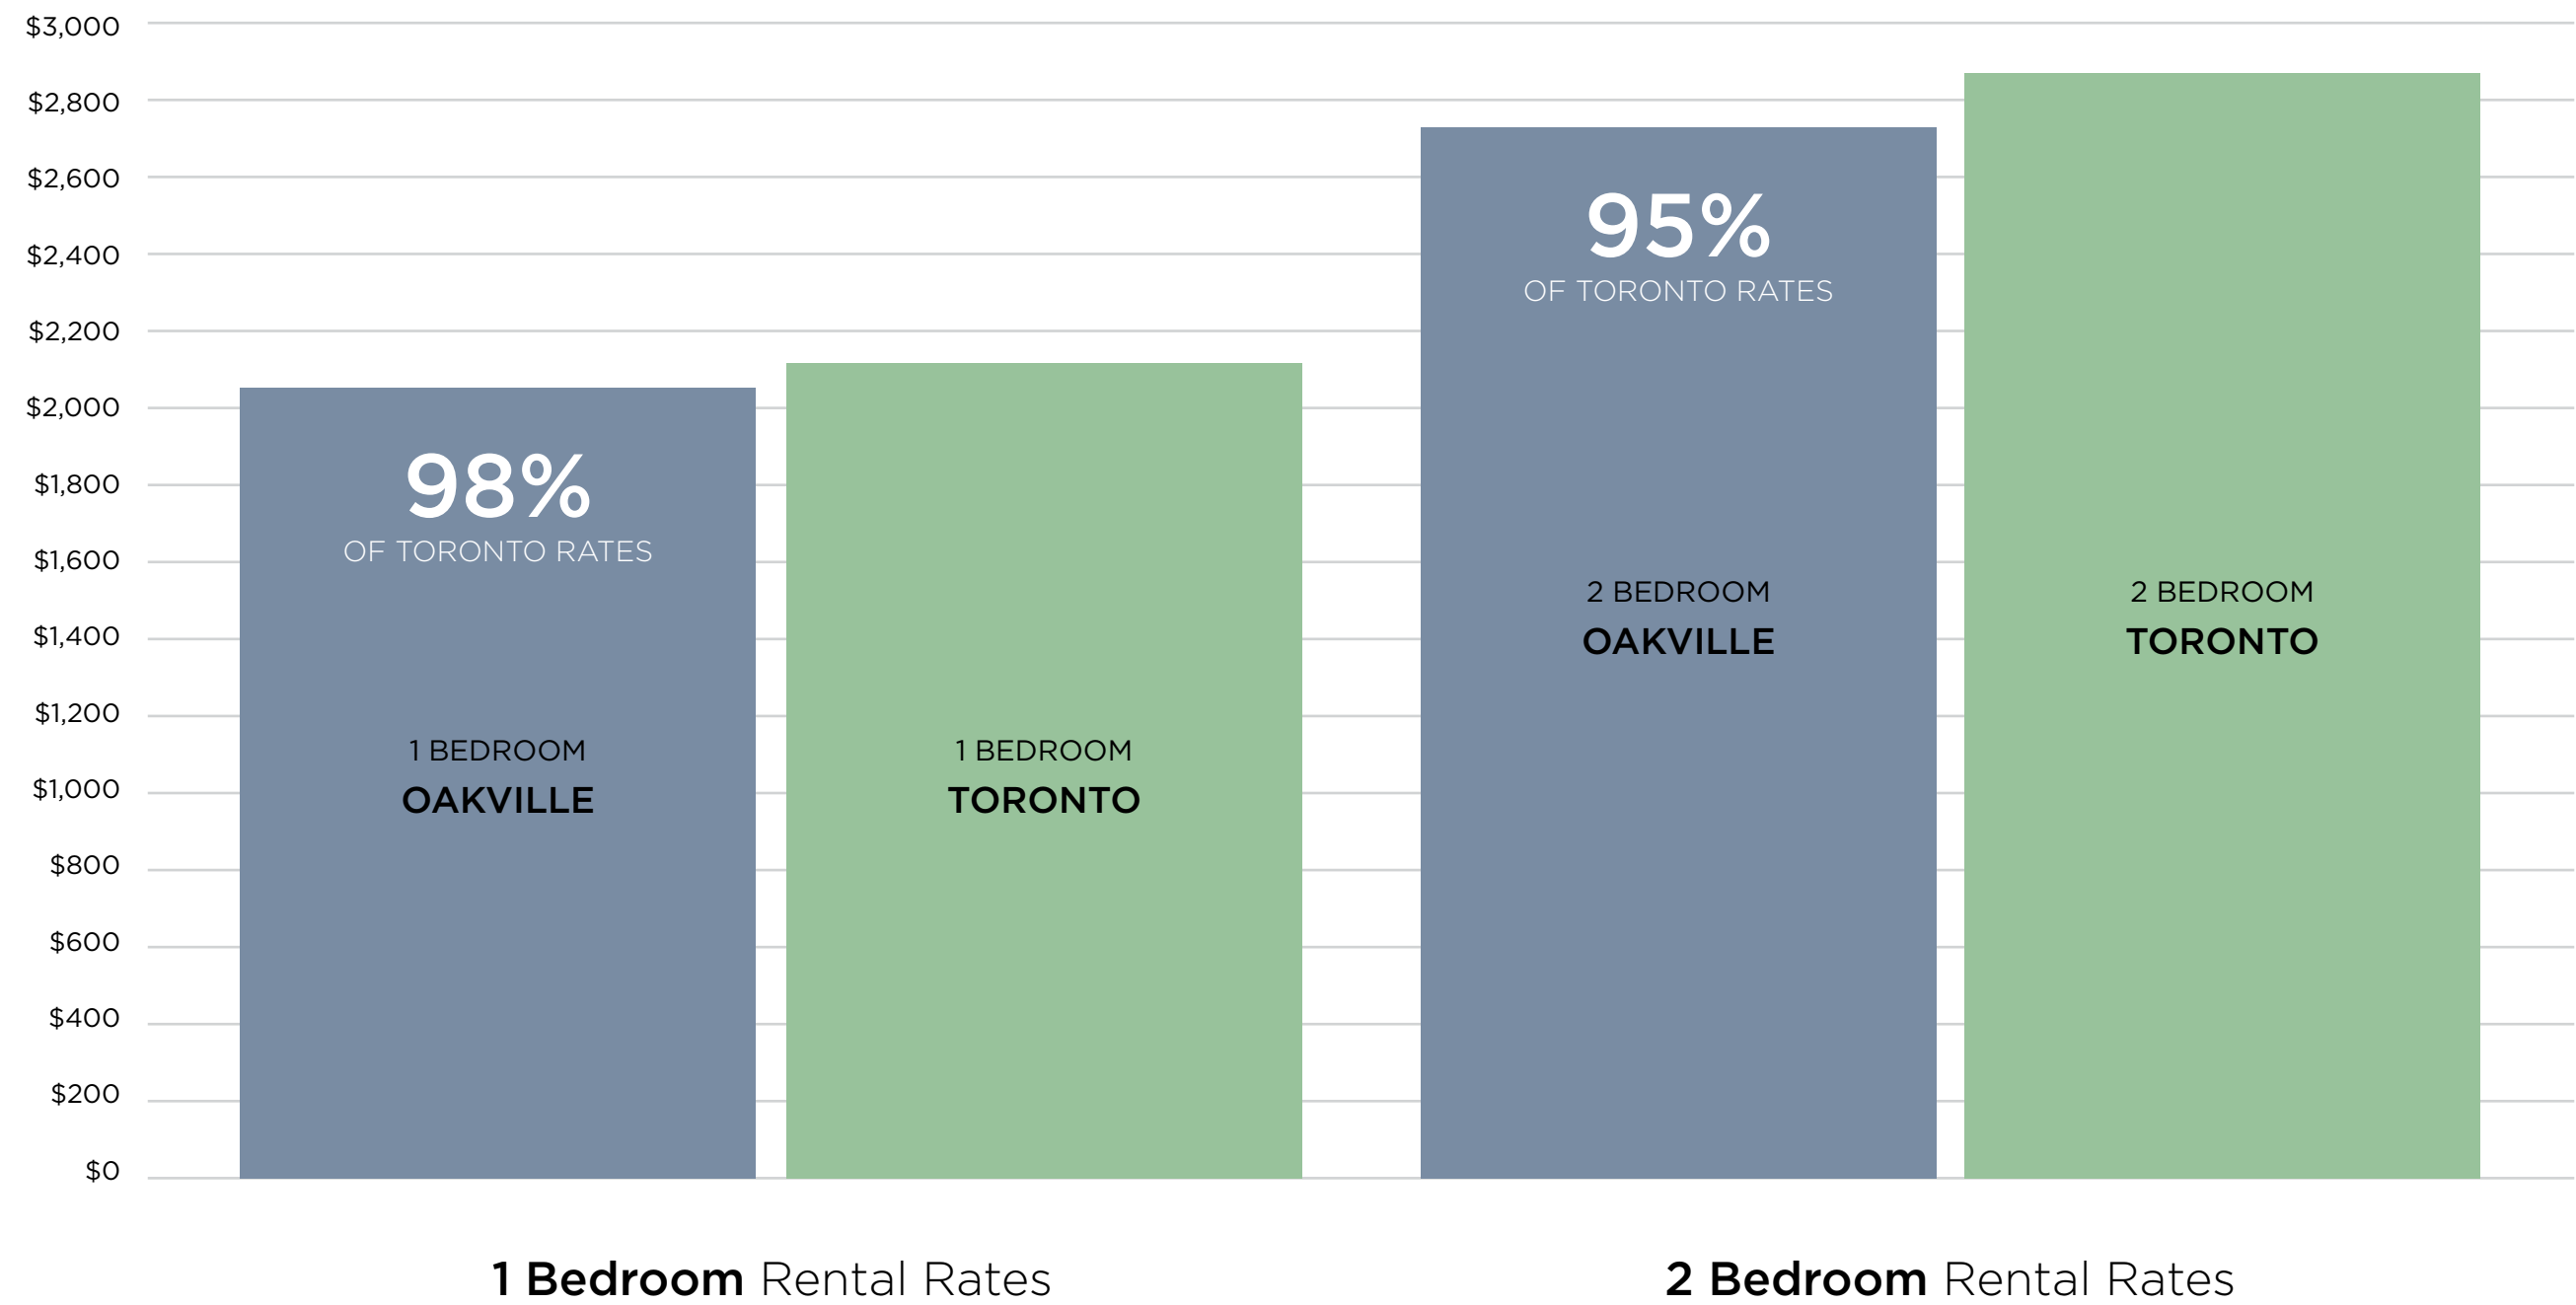 $3,000
$2,800
$2,600
$2,400
$2,200
$2,000
$1,800
$1,600
$1,400
$1,200
$1,000
$800
$600
$400
$200
$0
98%
OF TORONTO RATES
1 BEDROOM
OAKVILLE
1 BEDROOM
TORONTO
95%
OF TORONTO RATES
2 BEDROOM
OAKVILLE
2 BEDROOM
TORONTO
1 Bedroom Rental Rates
2 Bedroom Rental Rates